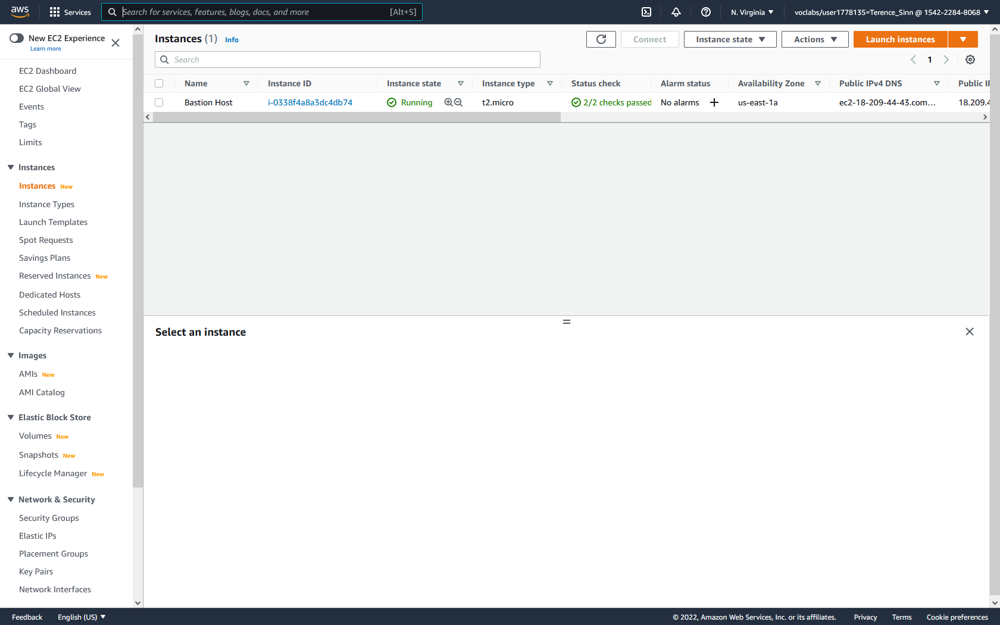 aws
Services
Search for services, features, blogs, docs, and more
[Alt+S]
N. Virginia
voclabs/user1778135=Terence_Sinn @ 1542-2284-8068
New EC2 Experience
Learn more
EC2 Dashboard
EC2 Global View
Events
Tags
Limits
Instances
Instances New
Instance Types
Launch Templates
Spot Requests
Savings Plans
Reserved Instances New
Dedicated Hosts
Scheduled Instances
Capacity Reservations
Images
AMIs New
AMI Catalog
Elastic Block Store
Volumes New
Snapshots New
Lifecycle Manager New
Network & Security
Security Groups
Elastic IPs
Placement Groups
Key Pairs
Network Interfaces
Instances (1) Info
Connect
Instance state
Actions
Launch instances
Search
1
Name Instance ID Instance state Instance type Status check Alarm status Availability Zone Public IPv4 DNS Public
Bastion Host i-0338f4a8a3dc4db74 Running t2.micro 2/2 checks passed No alarms + us-east-1a ec2-18-209-44-43.com... 18.209.4
Select an instance
Feedback English (US) © 2022, Amazon Web Services, Inc. or its affiliates. Privacy Terms Cookie preferences